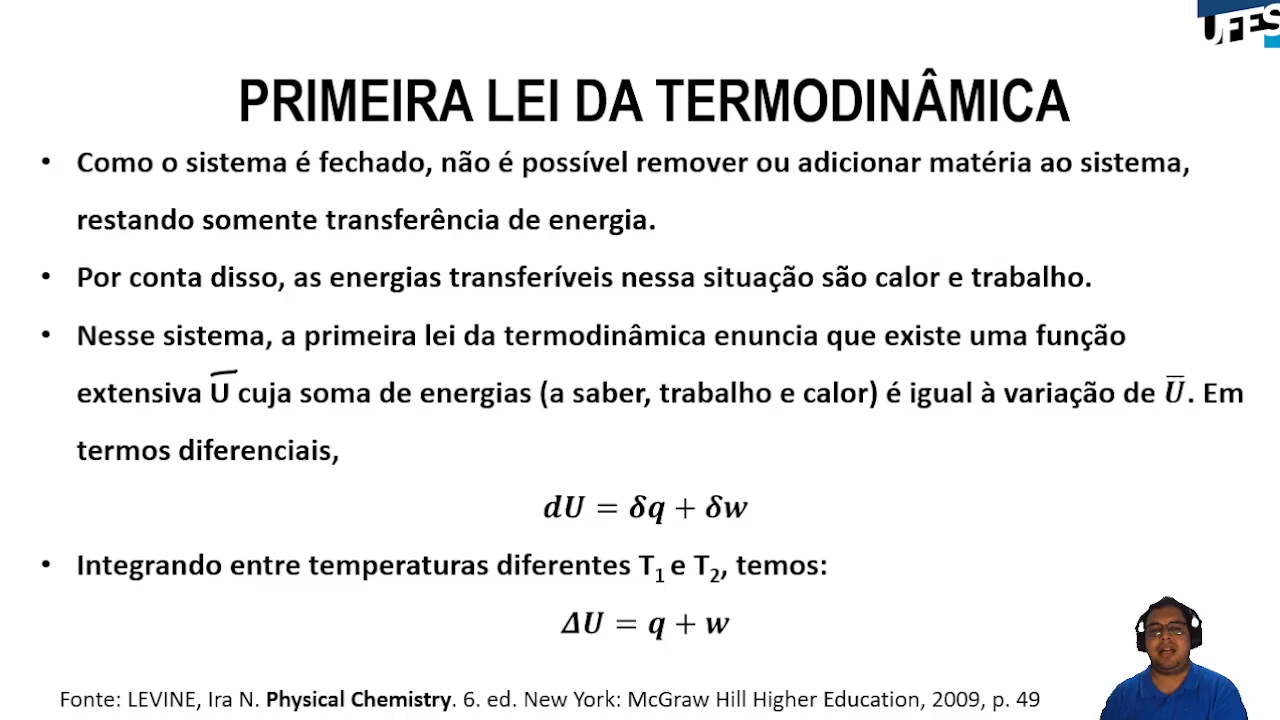 UFES
PRIMEIRA LEI DA TERMODINÂMICA
• Como o sistema é fechado, não é possível remover ou adicionar matéria ao sistema,
restando somente transferência de energia.
• Por conta disso, as energias transferíveis nessa situação são calor e trabalho.
• Nesse sistema, a primeira lei da termodinâmica enuncia que existe uma função
extensiva U̅ cuja soma de energias (a saber, trabalho e calor) é igual à variação de U̅. Em
termos diferenciais,
dU = δq + δw
• Integrando entre temperaturas diferentes T₁ e T₂, temos:
ΔU = q + w
Fonte: LEVINE, Ira N. Physical Chemistry. 6. ed. New York: McGraw Hill Higher Education, 2009, p. 49